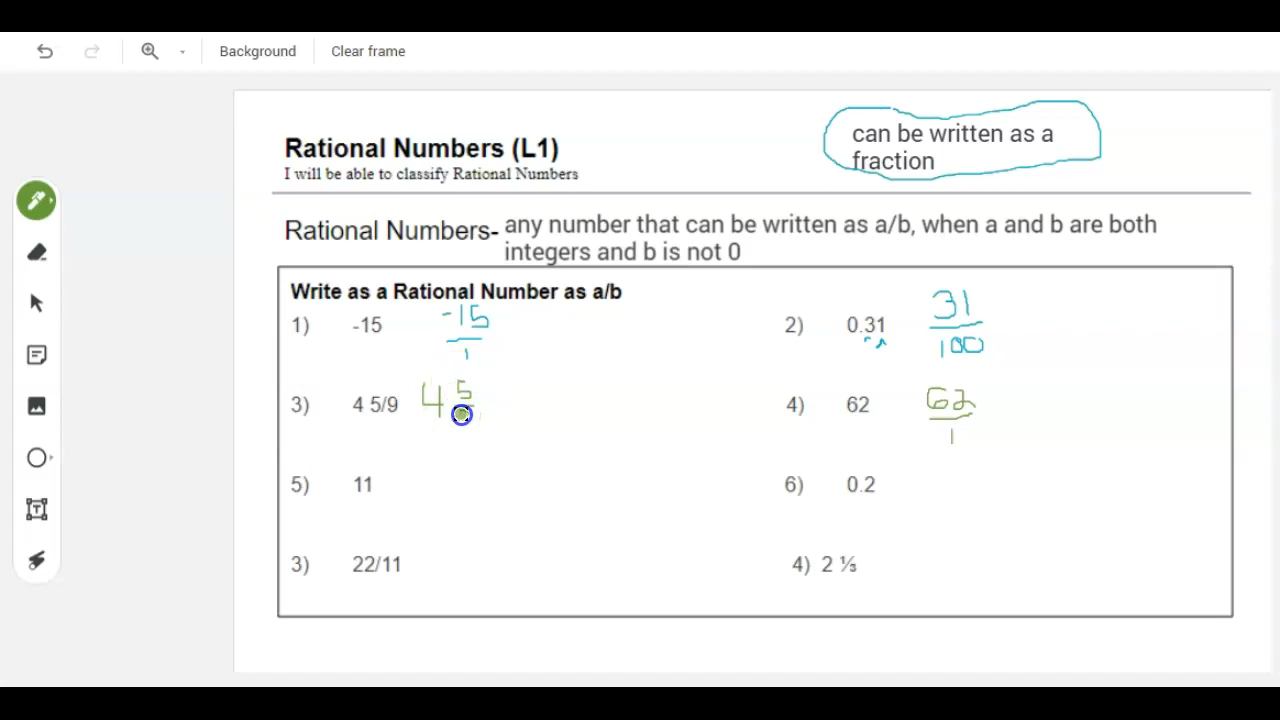 Background Clear frame
can be written as a
fraction
Rational Numbers (L1)
I will be able to classify Rational Numbers
Rational Numbers- any number that can be written as a/b, when a and b are both
integers and b is not 0
Write as a Rational Number as a/b
1) -15 -15/1
2) 0.31 31/100
3) 4 5/9 4 5
4) 62 62/1
5) 11
6) 0.2
3) 22/11
4) 2 ⅓